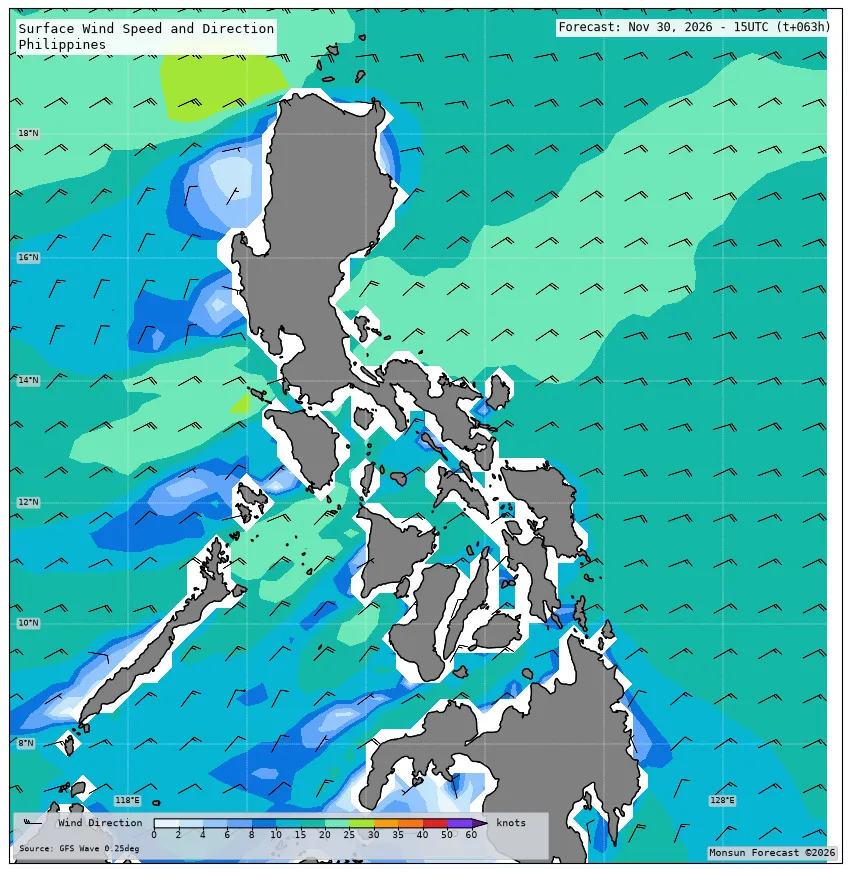 Surface Wind Speed and Direction
Philippines
Forecast: Nov 30, 2026 - 15UTC (t+063h)
18°N
16°N
14°N
12°N
10°N
8°N
118°E
128°E
Wind Direction
0 2 4 6 8 10 15 20 25 30 35 40 50 60
knots
Source: GFS Wave 0.25deg
Monsun Forecast ©2026